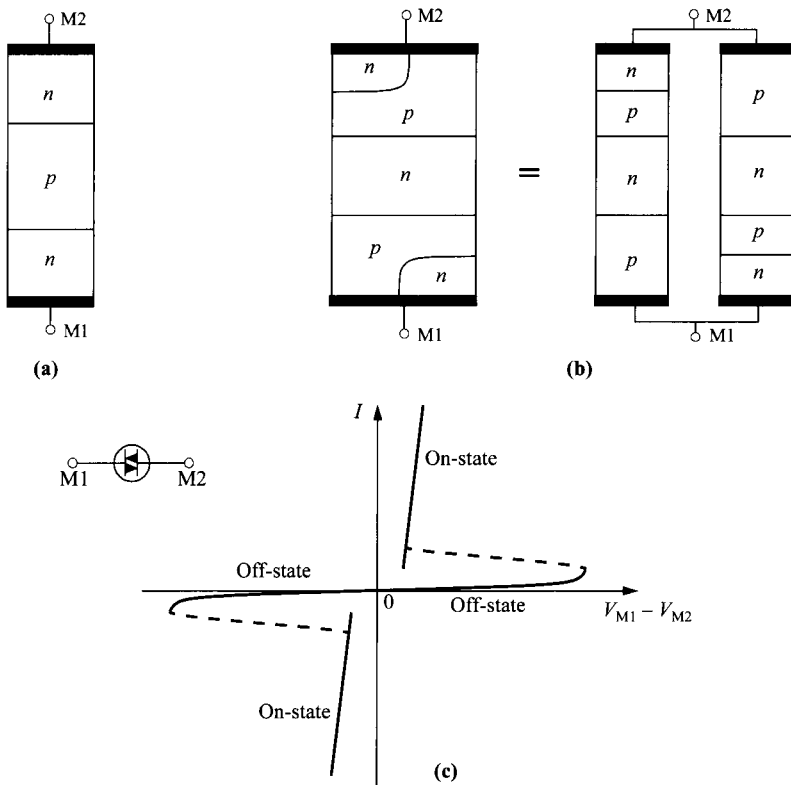 M2
n
p
n
M1
(a)
M2
n
p
n
p
n
M1
=
M2
n
p
n
p
p
n
p
n
M1
(b)
I
M1
M2
On-state
Off-state
0
Off-state
V_M1 – V_M2
On-state
(c)